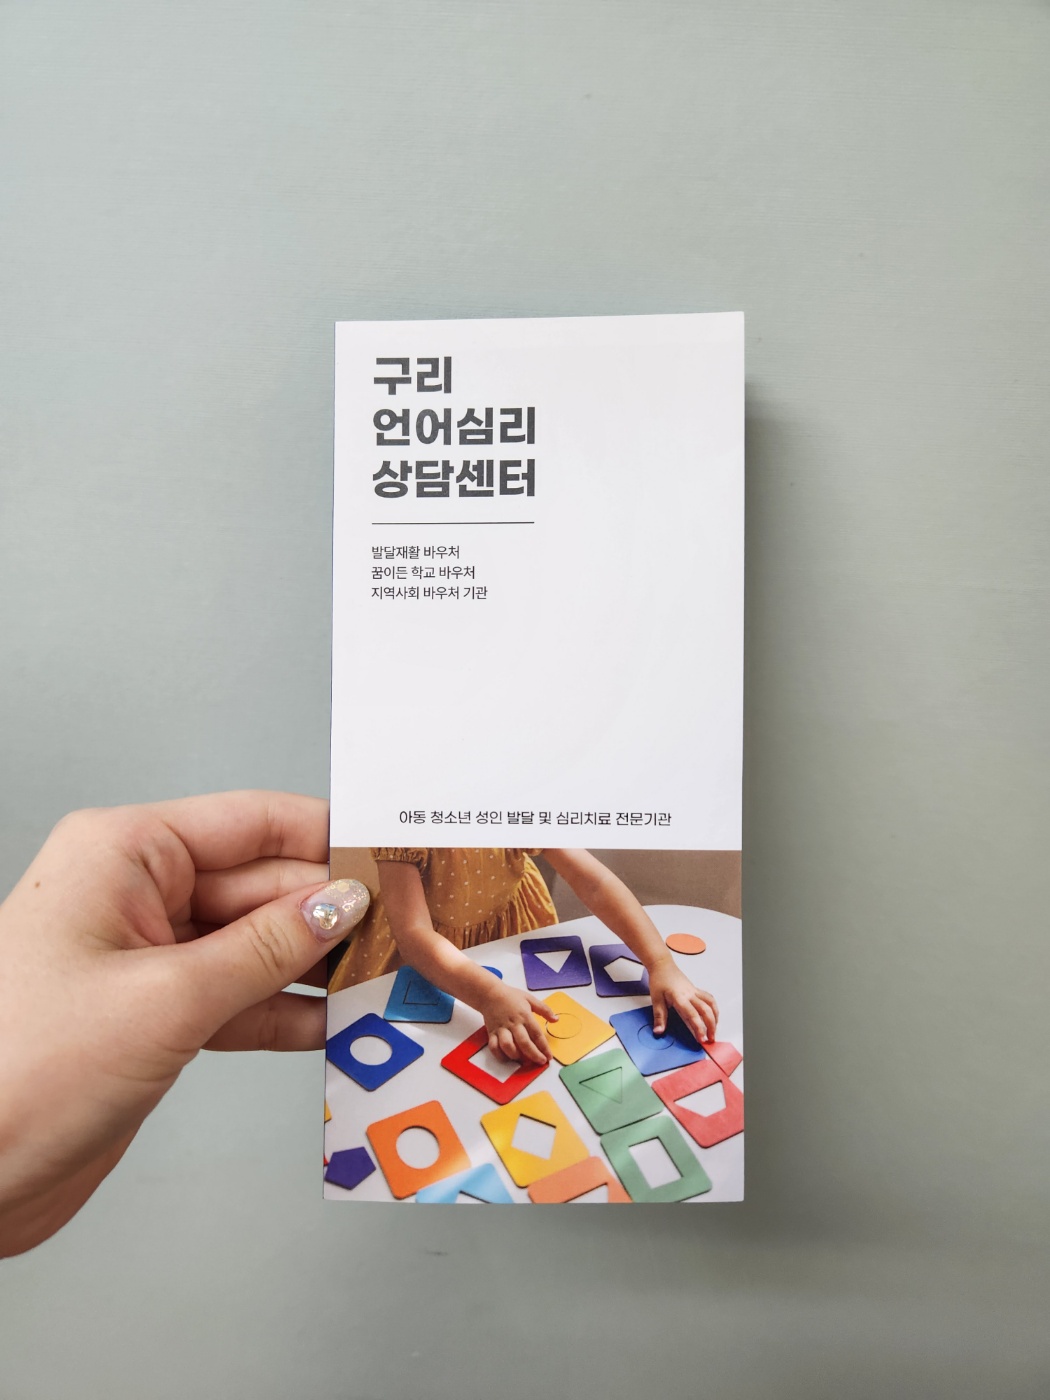 구리
언어심리
상담센터
발달재활 바우처
꿈이든 학교 바우처
지역사회 바우처 기관
아동 청소년 성인 발달 및 심리치료 전문기관